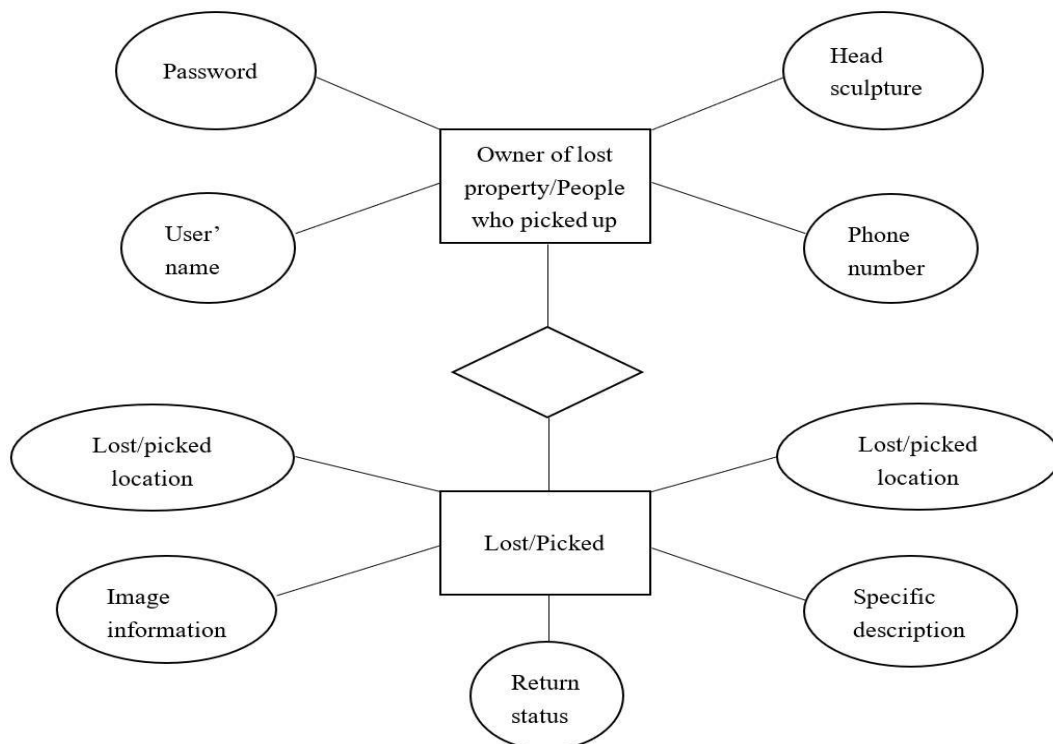 Password
Head
sculpture
Owner of lost
property/People
who picked up
User’
name
Phone
number
Lost/picked
location
Lost/picked
location
Lost/Picked
Image
information
Specific
description
Return
status